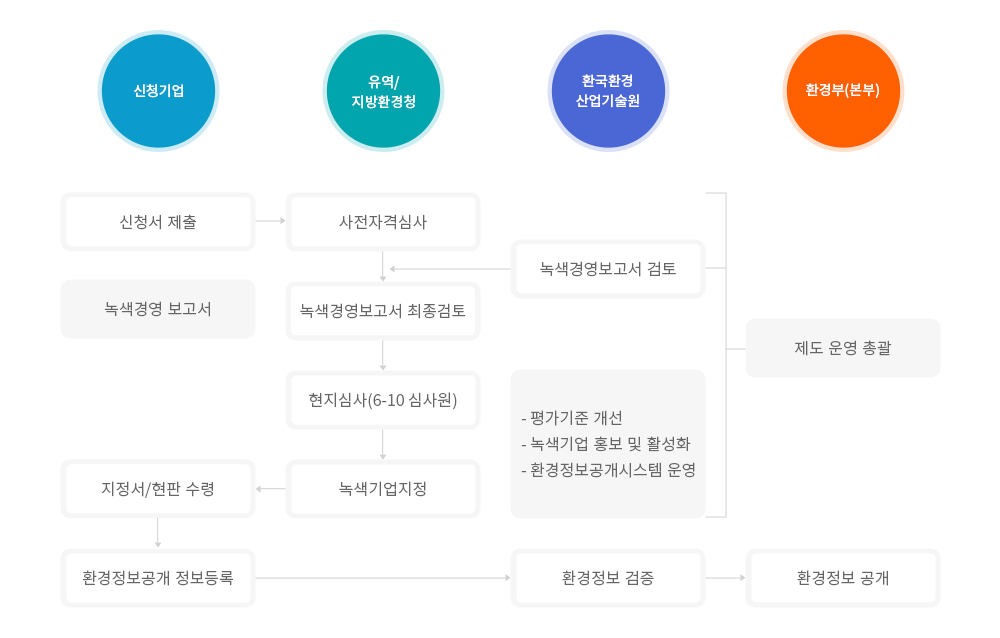 신청기업
유역/
지방환경청
환국환경
산업기술원
환경부(본부)
신청서 제출
사전자격심사
녹색경영보고서 검토
녹색경영 보고서
녹색경영보고서 최종검토
제도 운영 총괄
현지심사(6-10 심사원)
- 평가기준 개선
- 녹색기업 홍보 및 활성화
- 환경정보공개시스템 운영
지정서/현판 수령
녹색기업지정
환경정보공개 정보등록
환경정보 검증
환경정보 공개